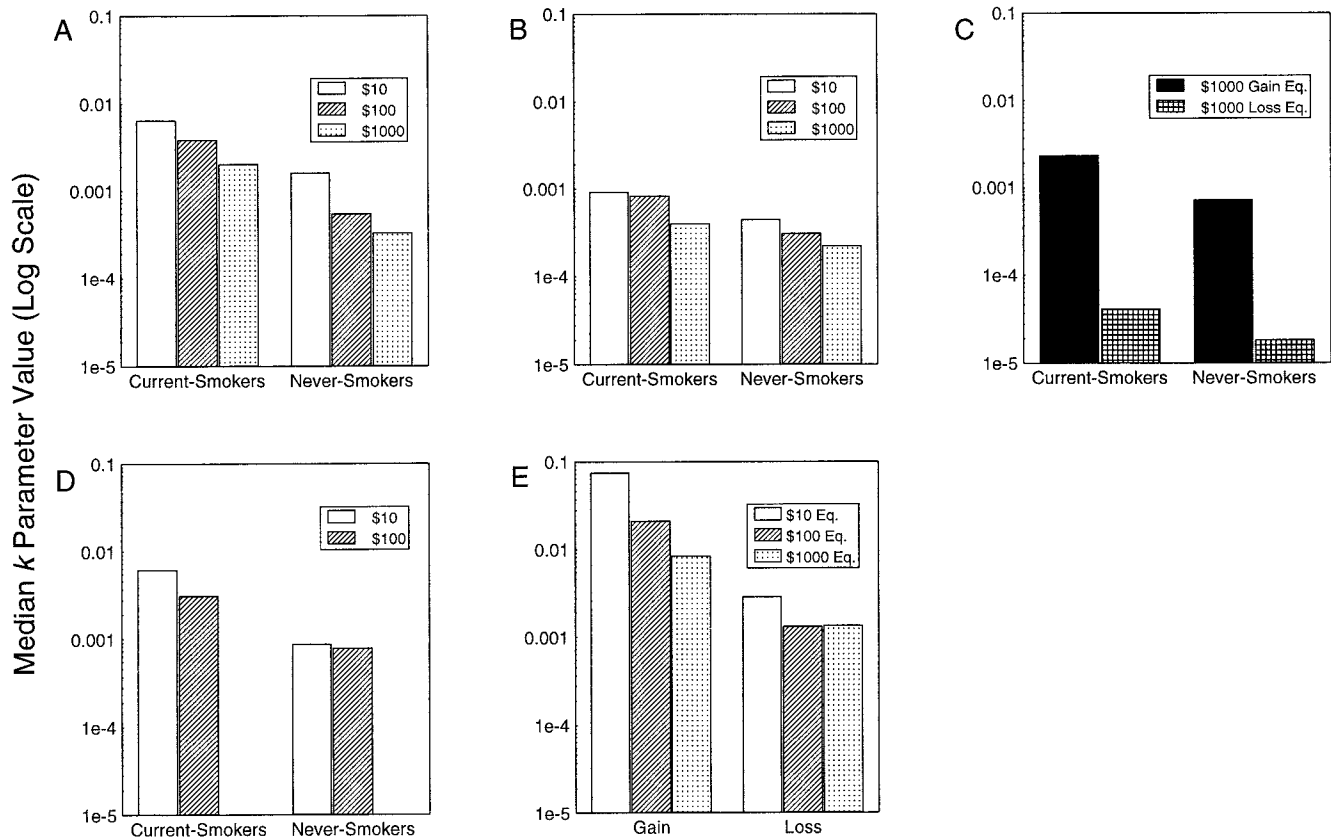 Median k Parameter Value (Log Scale)
A
0.1
0.01
0.001
1e-4
1e-5
$10
$100
$1000
Current-Smokers
Never-Smokers
B
0.1
0.01
0.001
1e-4
1e-5
$10
$100
$1000
Current-Smokers
Never-Smokers
C
0.1
0.01
0.001
1e-4
1e-5
$1000 Gain Eq.
$1000 Loss Eq.
Current-Smokers
Never-Smokers
D
0.1
0.01
0.001
1e-4
1e-5
$10
$100
Current-Smokers
Never-Smokers
E
0.1
0.01
0.001
1e-4
1e-5
$10 Eq.
$100 Eq.
$1000 Eq.
Gain
Loss